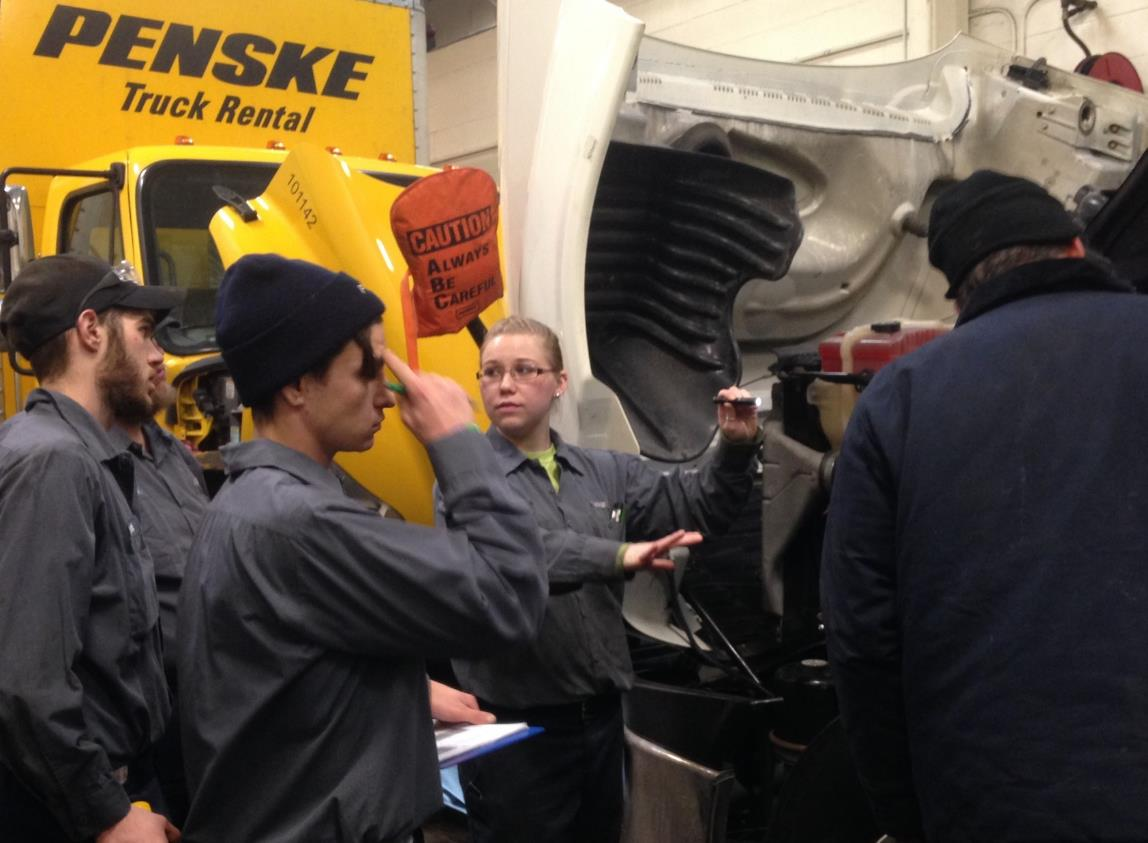 PENSKE
Truck Rental
101142
CAUTION
ALWAYS
BE
CAREFUL